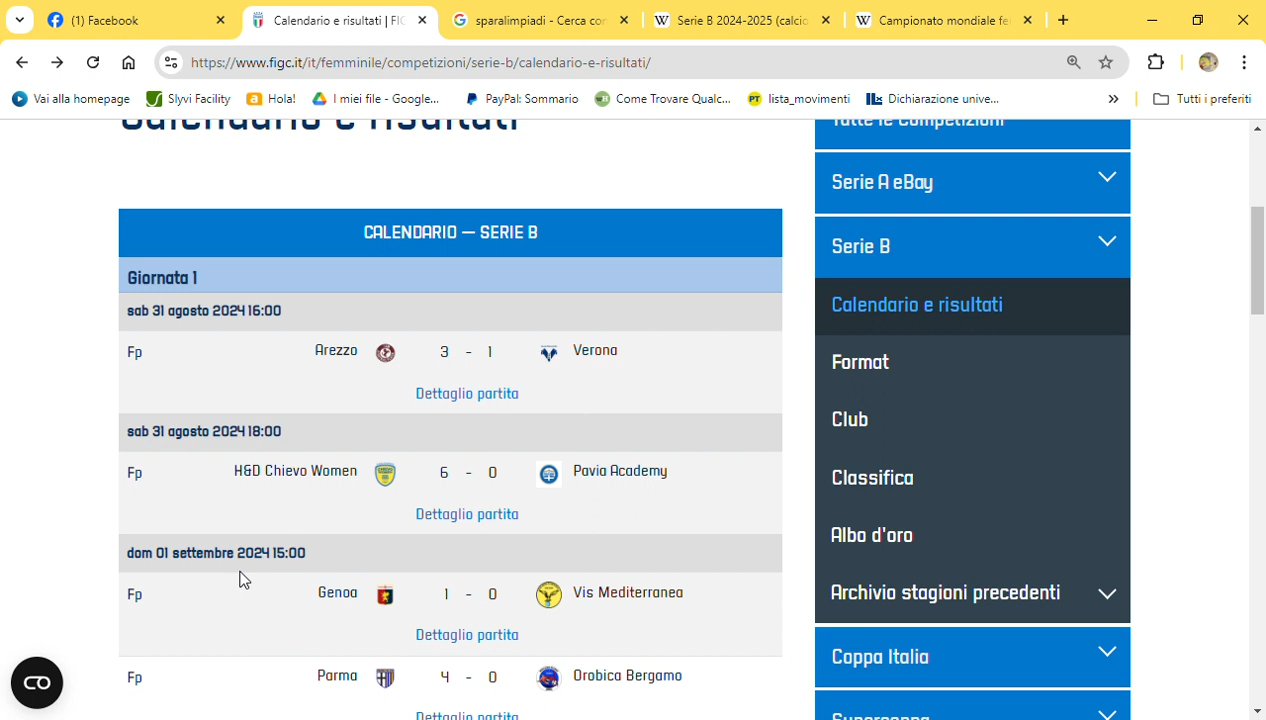 (1) Facebook
Calendario e risultati | FIG
sparalimpiadi - Cerca co
Serie B 2024-2025 (calcio
Campionato mondiale fe
https://www.figc.it/it/femminile/competizioni/serie-b/calendario-e-risultati/
Vai alla homepage
Slyvi Facility
Hola!
I miei file - Google...
PayPal: Sommario
Come Trovare Qualc...
lista_movimenti
Dichiarazione unive...
Tutti i preferiti
Calendario e risultati
CALENDARIO — SERIE B
Giornata 1
sab 31 agosto 2024 16:00
Fp Arezzo 3 - 1 Verona
Dettaglio partita
sab 31 agosto 2024 18:00
Fp H&D Chievo Women 6 - 0 Pavia Academy
Dettaglio partita
dom 01 settembre 2024 15:00
Fp Genoa 1 - 0 Vis Mediterranea
Dettaglio partita
Fp Parma 4 - 0 Orobica Bergamo
Dettaglio partita
Tutte le Competizioni
Serie A eBay
Serie B
Calendario e risultati
Format
Club
Classifica
Albo d'oro
Archivio stagioni precedenti
Coppa Italia
Supercoppa